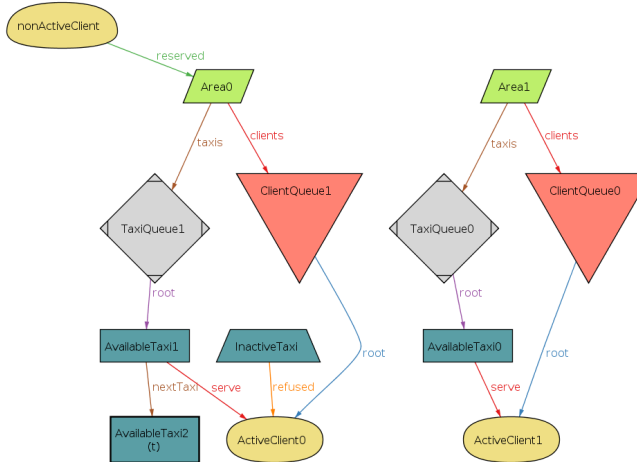 nonActiveClient
reserved
Area0
Area1
taxis
clients
taxis
clients
ClientQueue1
ClientQueue0
TaxiQueue1
TaxiQueue0
root
root
AvailableTaxi1
InactiveTaxi
root
AvailableTaxi0
root
nextTaxi
serve
refused
serve
AvailableTaxi2
(t)
ActiveClient0
ActiveClient1